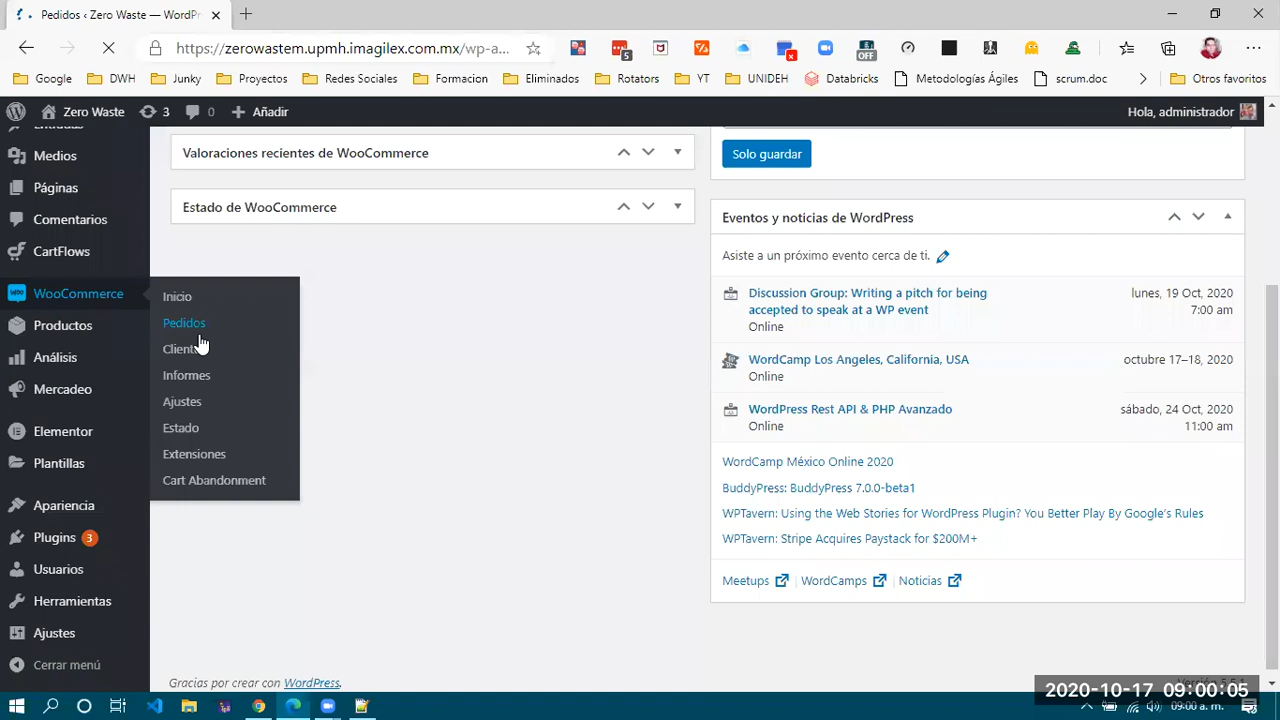 Pedidos ‹ Zero Waste — WordPr
https://zerowastem.upmh.imagilex.com.mx/wp-a...
5
OFF
Google
DWH
Junky
Proyectos
Redes Sociales
Formacion
Eliminados
Rotators
YT
UNIDEH
Databricks
Metodologías Ágiles
scrum.doc
Otros favoritos
Zero Waste
3
0
Añadir
Hola, administrador
Medios
Páginas
Comentarios
CartFlows
WooCommerce
Productos
Análisis
Mercadeo
Elementor
Plantillas
Apariencia
Plugins 3
Usuarios
Herramientas
Ajustes
Cerrar menú
Inicio
Pedidos
Informes
Ajustes
Estado
Extensiones
Cart Abandonment
Valoraciones recientes de WooCommerce
Estado de WooCommerce
Solo guardar
Eventos y noticias de WordPress
Asiste a un próximo evento cerca de ti.
Discussion Group: Writing a pitch for being
accepted to speak at a WP event
Online
lunes, 19 Oct, 2020
7:00 am
WordCamp Los Angeles, California, USA
Online
octubre 17–18, 2020
WordPress Rest API & PHP Avanzado
Online
sábado, 24 Oct, 2020
11:00 am
WordCamp México Online 2020
BuddyPress: BuddyPress 7.0.0-beta1
WPTavern: Using the Web Stories for WordPress Plugin? You Better Play By Google's Rules
WPTavern: Stripe Acquires Paystack for $200M+
Meetups | WordCamps | Noticias
Gracias por crear con WordPress.
2020-10-17 09:00:05
09:00 a. m.